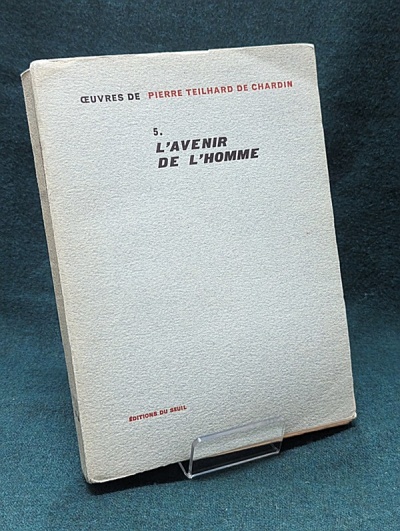 ŒUVRES DE PIERRE TEILHARD DE CHARDIN
5.
L'AVENIR
DE L'HOMME
ÉDITIONS DU SEUIL